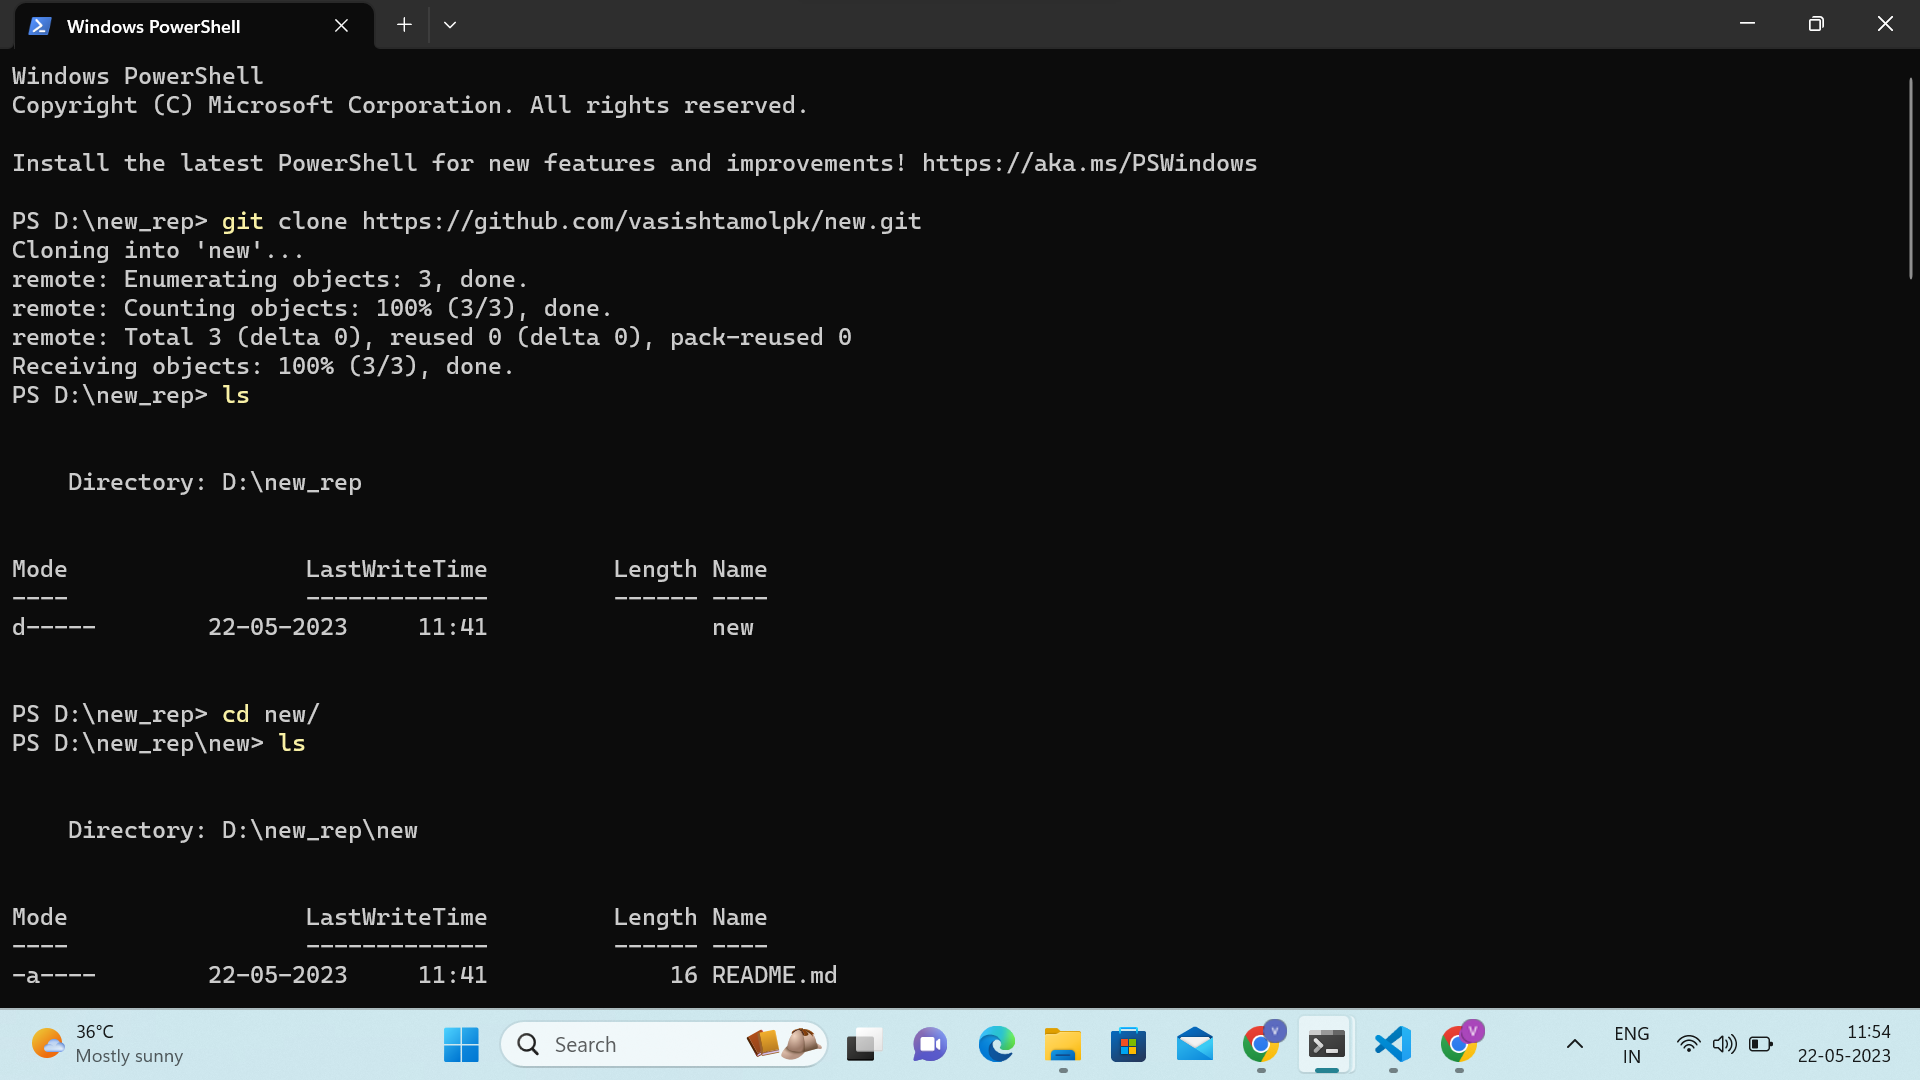 Windows PowerShell
Windows PowerShell
Copyright (C) Microsoft Corporation. All rights reserved.
Install the latest PowerShell for new features and improvements! https://aka.ms/PSWindows
PS D:\new_rep> git clone https://github.com/vasishtamolpk/new.git
Cloning into 'new'...
remote: Enumerating objects: 3, done.
remote: Counting objects: 100% (3/3), done.
remote: Total 3 (delta 0), reused 0 (delta 0), pack-reused 0
Receiving objects: 100% (3/3), done.
PS D:\new_rep> ls
Directory: D:\new_rep
Mode LastWriteTime Length Name
---- ------------- ------ ----
d----- 22-05-2023 11:41 new
PS D:\new_rep> cd new/
PS D:\new_rep\new> ls
Directory: D:\new_rep\new
Mode LastWriteTime Length Name
---- ------------- ------ ----
-a---- 22-05-2023 11:41 16 README.md
36°C
Mostly sunny
Search
V
V
ENG
IN
11:54
22-05-2023